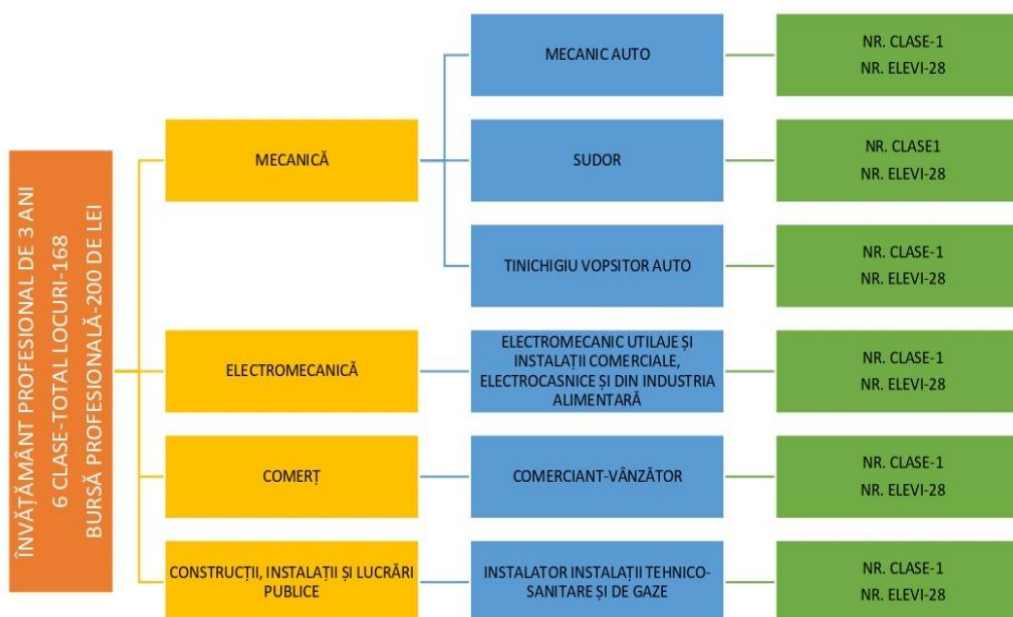 ÎNVĂȚĂMÂNT PROFESIONAL DE 3 ANI
6 CLASE-TOTAL LOCURI-168
BURSĂ PROFESIONALĂ-200 DE LEI
MECANICĂ
MECANIC AUTO
NR. CLASE-1
NR. ELEVI-28
SUDOR
NR. CLASE1
NR. ELEVI-28
TINICHIGIU VOPSITOR AUTO
NR. CLASE-1
NR. ELEVI-28
ELECTROMECANICĂ
ELECTROMECANIC UTILAJE ȘI
INSTALAȚII COMERCIALE,
ELECTROCASNICE ȘI DIN INDUSTRIA
ALIMENTARĂ
NR. CLASE-1
NR. ELEVI-28
COMERȚ
COMERCIANT-VÂNZĂTOR
NR. CLASE-1
NR. ELEVI-28
CONSTRUCȚII, INSTALAȚII ȘI LUCRĂRI
PUBLICE
INSTALATOR INSTALAȚII TEHNICO-
SANITARE ȘI DE GAZE
NR. CLASE-1
NR. ELEVI-28